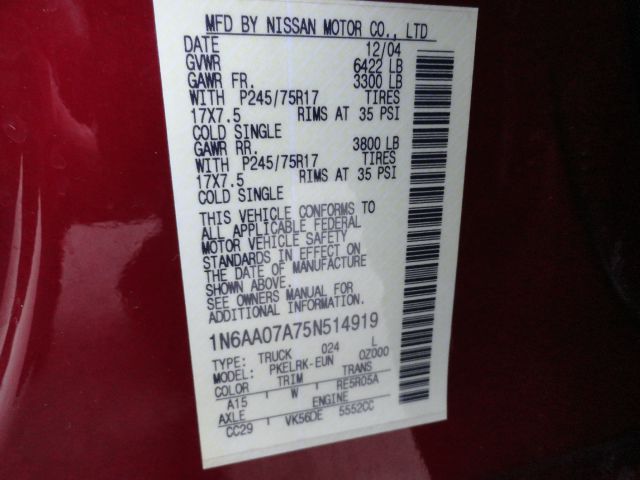 MFD BY NISSAN MOTOR CO., LTD
DATE 12/04
GVWR 6422 LB
GAWR FR. 3300 LB
WITH P245/75R17 TIRES
17X7.5 RIMS AT 35 PSI
COLD SINGLE
GAWR RR. 3800 LB
WITH P245/75R17 TIRES
17X7.5 RIMS AT 35 PSI
COLD SINGLE
THIS VEHICLE CONFORMS TO
ALL APPLICABLE FEDERAL
MOTOR VEHICLE SAFETY
STANDARDS IN EFFECT ON
THE DATE OF MANUFACTURE
SHOWN ABOVE.
SEE OWNERS MANUAL FOR
ADDITIONAL INFORMATION.
1N6AA07A75N514919
TYPE: TRUCK 024 L
MODEL: PKELRK-EUN 0Z000
COLOR TRIM TRANS
A15 W RE5R05A
AXLE ENGINE
CC29 VK56DE 5552CC